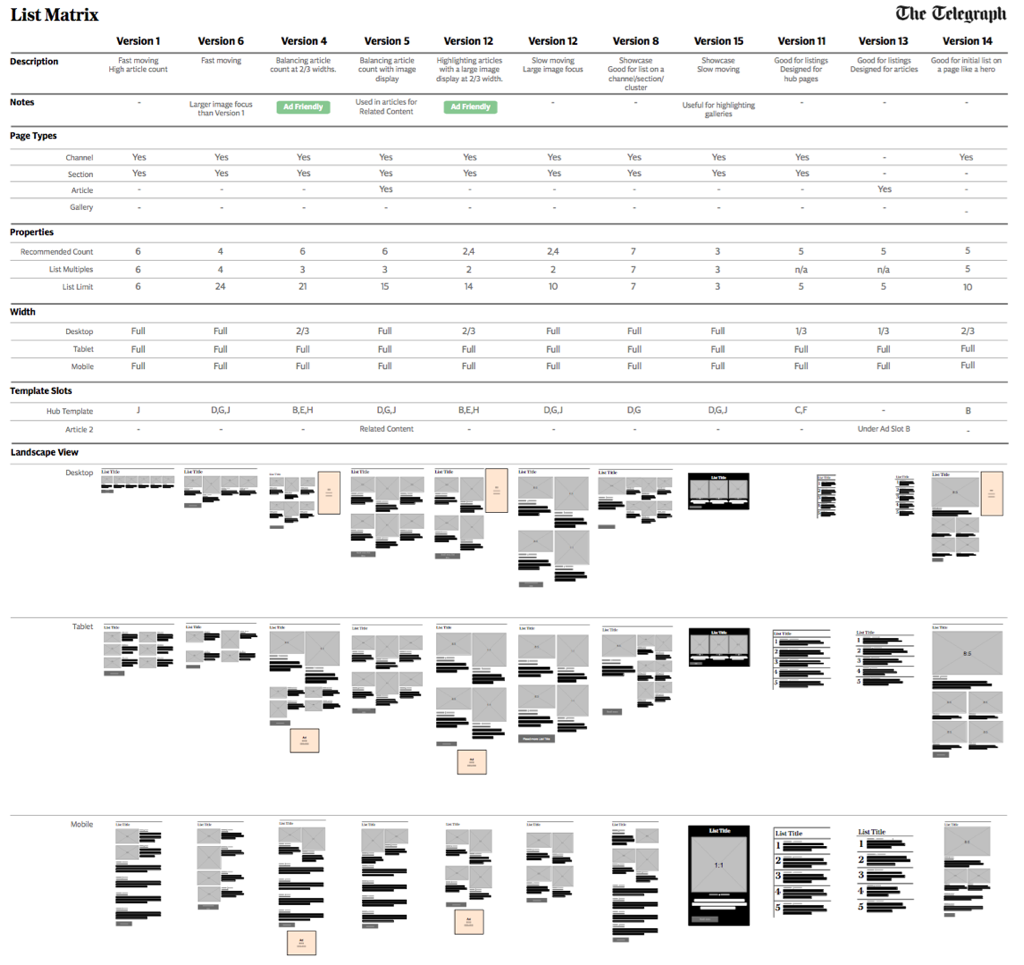 List Matrix
The Telegraph
Version 1 Version 6 Version 4 Version 5 Version 12 Version 12 Version 8 Version 15 Version 11 Version 13 Version 14
Description
Fast moving
High article count
Fast moving
Balancing article
count at 2/3 widths.
Balancing article
count with image
display
Highlighting articles
with a large image
display at 2/3 width.
Slow moving
Large image focus
Showcase
Good for list on a
channel/section/
cluster
Showcase
Slow moving
Good for listings
Designed for
hub pages
Good for listings
Designed for articles
Good for initial list on
a page like a hero
Notes
-
Larger image focus
than Version 1
Ad Friendly
Used in articles for
Related Content
Ad Friendly
-
-
Useful for highlighting
galleries
-
-
-
Page Types
Channel Yes Yes Yes Yes Yes Yes Yes Yes Yes - Yes
Section Yes Yes Yes Yes Yes Yes Yes Yes Yes - -
Article - - - Yes - - - - - Yes -
Gallery - - - - - - - - - - -
Properties
Recommended Count 6 4 6 6 2,4 2,4 7 3 5 5 5
List Multiples 6 4 3 3 2 2 7 3 n/a n/a 5
List Limit 6 24 21 15 14 10 7 3 5 5 10
Width
Desktop Full Full 2/3 Full 2/3 Full Full Full 1/3 1/3 2/3
Tablet Full Full Full Full Full Full Full Full Full Full Full
Mobile Full Full Full Full Full Full Full Full Full Full Full
Template Slots
Hub Template J D,G,J B,E,H D,G,J B,E,H D,G,J D,G D,G,J C,F - B
Article 2 - - - Related Content - - - - - Under Ad Slot B -
Landscape View
Desktop
List Title List Title List Title List Title List Title List Title List Title List Title List Title List Title List Title
Tablet
List Title List Title List Title List Title List Title List Title List Title List Title List Title List Title List Title
1 2 3 4 5
1 2 3 4 5
8:5
Ad
Ad
Mobile
List Title List Title List Title List Title List Title List Title List Title List Title List Title List Title List Title
1:1
1 2 3 4 5
1 2 3 4 5
Ad
Ad